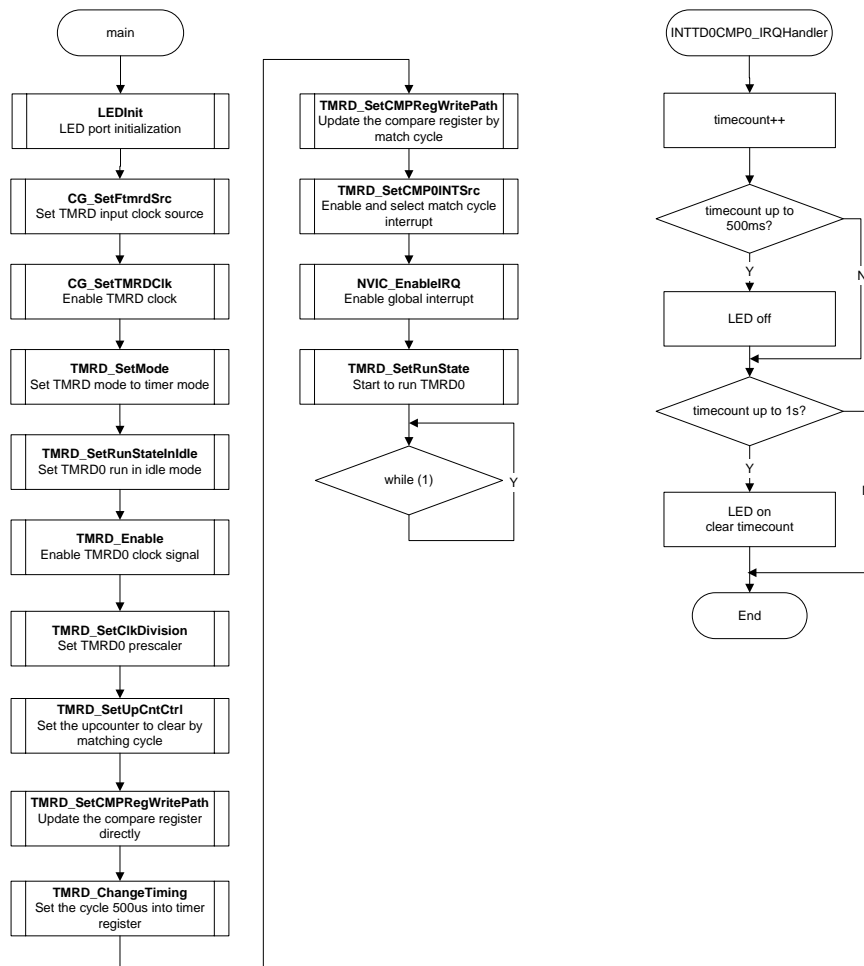 main
LEDInit
LED port initialization
CG_SetFtmrdSrc
Set TMRD input clock source
CG_SetTMRDClk
Enable TMRD clock
TMRD_SetMode
Set TMRD mode to timer mode
TMRD_SetRunStateInIdle
Set TMRD0 run in idle mode
TMRD_Enable
Enable TMRD0 clock signal
TMRD_SetClkDivision
Set TMRD0 prescaler
TMRD_SetUpCntCtrl
Set the upcounter to clear by
matching cycle
TMRD_SetCMPRegWritePath
Update the compare register
directly
TMRD_ChangeTiming
Set the cycle 500us into timer
register
TMRD_SetCMPRegWritePath
Update the compare register by
match cycle
TMRD_SetCMP0INTSrc
Enable and select match cycle
interrupt
NVIC_EnableIRQ
Enable global interrupt
TMRD_SetRunState
Start to run TMRD0
while (1)
Y
INTTD0CMP0_IRQHandler
timecount++
timecount up to
500ms?
Y
N
LED off
timecount up to 1s?
Y
LED on
clear timecount
End